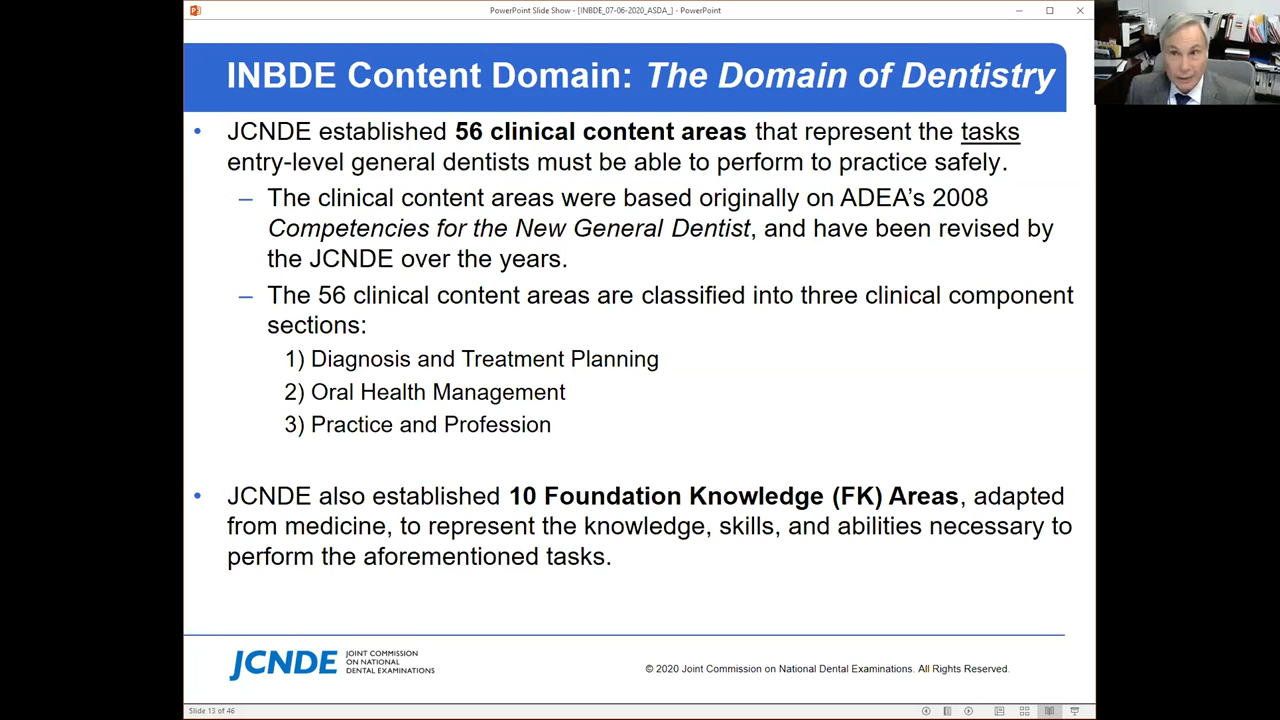 PowerPoint Slide Show - [INBDE_07-06-2020_ASDA_] - PowerPoint
INBDE Content Domain: The Domain of Dentistry
• JCNDE established 56 clinical content areas that represent the tasks
entry-level general dentists must be able to perform to practice safely.
– The clinical content areas were based originally on ADEA’s 2008
Competencies for the New General Dentist, and have been revised by
the JCNDE over the years.
– The 56 clinical content areas are classified into three clinical component
sections:
1) Diagnosis and Treatment Planning
2) Oral Health Management
3) Practice and Profession
• JCNDE also established 10 Foundation Knowledge (FK) Areas, adapted
from medicine, to represent the knowledge, skills, and abilities necessary to
perform the aforementioned tasks.
JCNDE
JOINT COMMISSION
ON NATIONAL
DENTAL EXAMINATIONS
© 2020 Joint Commission on National Dental Examinations. All Rights Reserved.
Slide 13 of 46